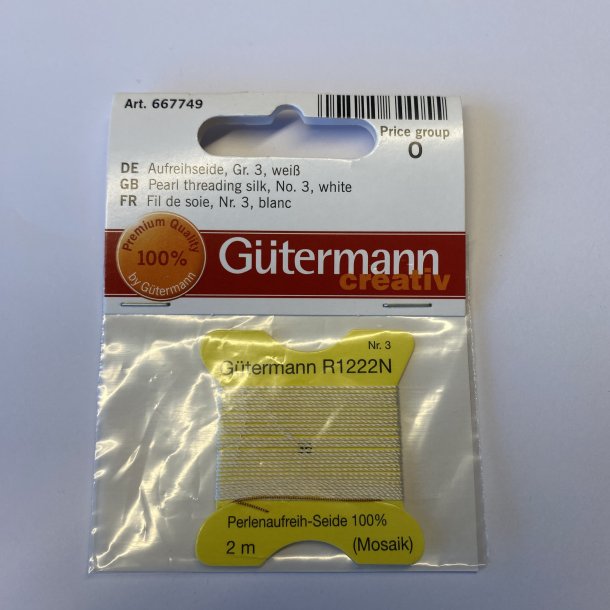 Art. 667749
Price group
0
DE Aufreihseide, Gr. 3, weiß
GB Pearl threading silk, No. 3, white
FR Fil de soie, Nr. 3, blanc
Premium Quality
100%
by Gütermann
Gütermann
creativ
Nr. 3
Gütermann R1222N
Perlenaufreih-Seide 100%
2 m (Mosaik)